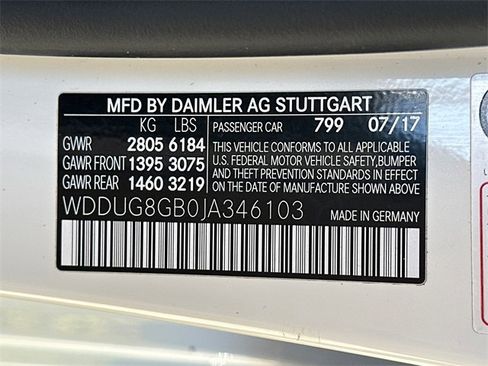 MFD BY DAIMLER AG STUTTGART
KG LBS PASSENGER CAR 799 07/17
GVWR 2805 6184
GAWR FRONT 1395 3075
GAWR REAR 1460 3219
THIS VEHICLE CONFORMS TO ALL APPLICABLE
U.S. FEDERAL MOTOR VEHICLE SAFETY,BUMPER
AND THEFT PREVENTION STANDARDS IN EFFECT
ON THE DATE OF MANUFACTURE SHOWN ABOVE.
WDDUG8GB0JA346103 MADE IN GERMANY